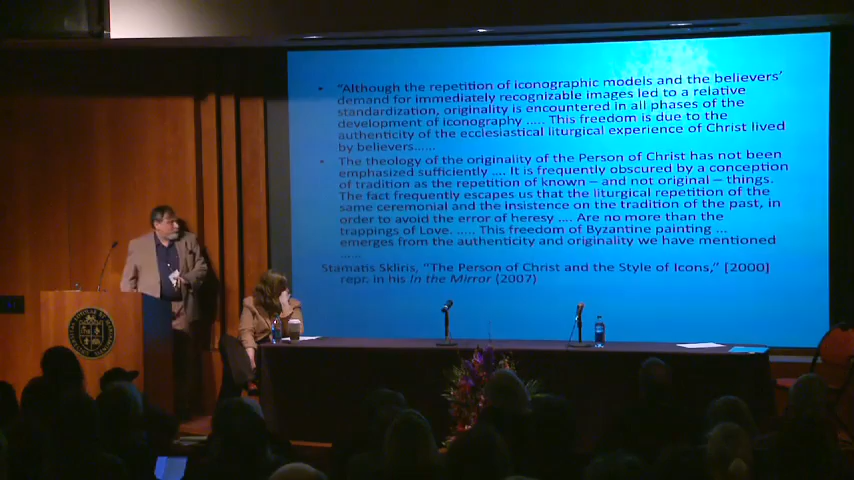 • "Although the repetition of iconographic models and the believers'
demand for immediately recognizable images led to a relative
standardization, originality is encountered in all phases of the
development of iconography ..... This freedom is due to the
authenticity of the ecclesiastical liturgical experience of Christ lived
by believers......
• The theology of the originality of the Person of Christ has not been
emphasized sufficiently .... It is frequently obscured by a conception
of tradition as the repetition of known – and not original – things.
The fact frequently escapes us that the liturgical repetition of the
same ceremonial and the insistence on the tradition of the past, in
order to avoid the error of heresy .... Are no more than the
trappings of Love. ..... This freedom of Byzantine painting ...
emerges from the authenticity and originality we have mentioned
......
Stamatis Skliris, "The Person of Christ and the Style of Icons," [2000]
repr. in his In the Mirror (2007)